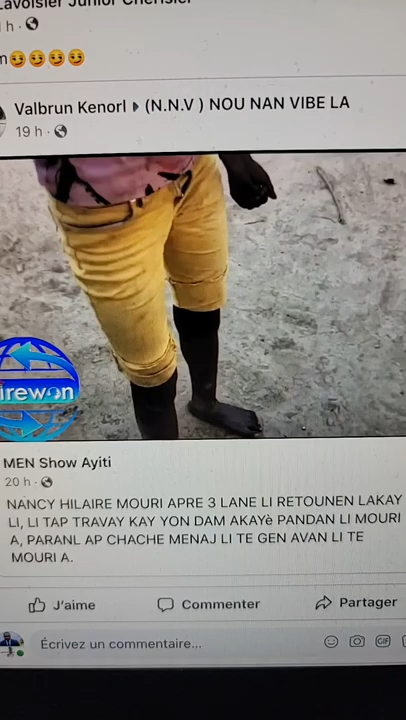 Lavoisier Junior Cherisier
h ·
Valbrun Kenorl ▸ (N.N.V ) NOU NAN VIBE LA
19 h ·
irewon
MEN Show Ayiti
20 h ·
NANCY HILAIRE MOURI APRE 3 LANE LI RETOUNEN LAKAY
LI, LI TAP TRAVAY KAY YON DAM AKAYè PANDAN LI MOURI
A, PARANL AP CHACHE MENAJ LI TE GEN AVAN LI TE
MOURI A.
J'aime
Commenter
Partager
Écrivez un commentaire...
GIF